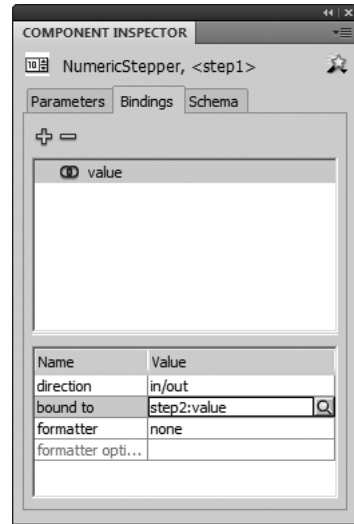 COMPONENT INSPECTOR
10 NumericStepper, <step1>
Parameters Bindings Schema
value
Name Value
direction in/out
bound to step2:value
formatter none
formatter opti...